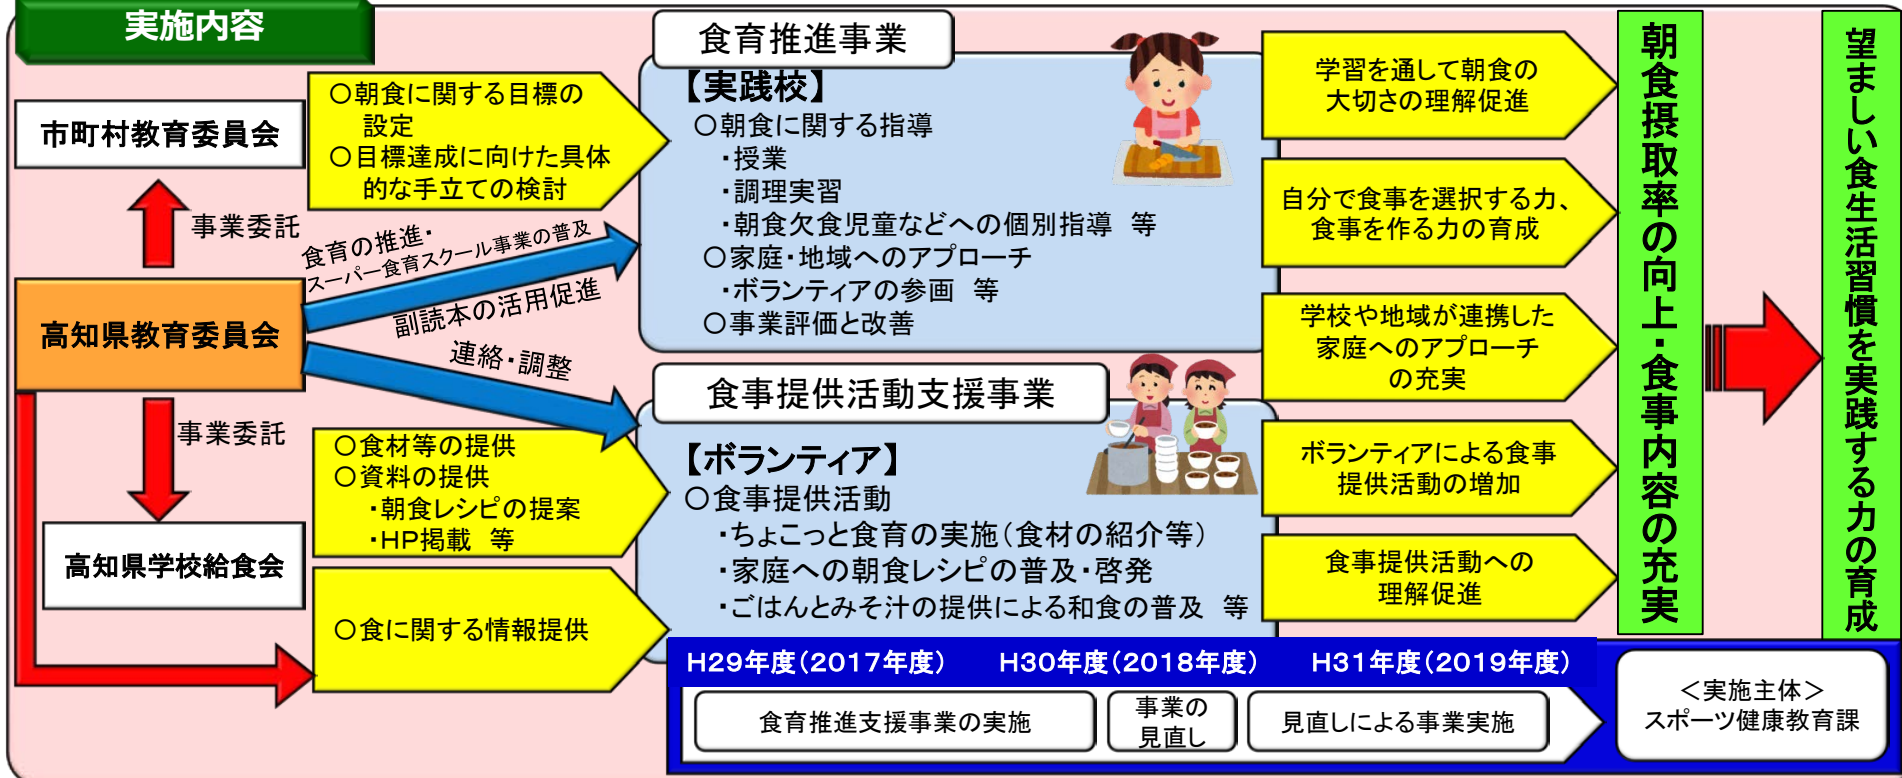 実施内容
市町村教育委員会
事業委託
高知県教育委員会
事業委託
高知県学校給食会
○朝食に関する目標の
設定
○目標達成に向けた具体
的な手立ての検討
食育の推進・
スーパー食育スクール事業の普及
副読本の活用促進
連絡・調整
○食材等の提供
○資料の提供
・朝食レシピの提案
・HP掲載 等
○食に関する情報提供
食育推進事業
【実践校】
○朝食に関する指導
・授業
・調理実習
・朝食欠食児童などへの個別指導 等
○家庭・地域へのアプローチ
・ボランティアの参画 等
○事業評価と改善
食事提供活動支援事業
【ボランティア】
○食事提供活動
・ちょこっと食育の実施(食材の紹介等)
・家庭への朝食レシピの普及・啓発
・ごはんとみそ汁の提供による和食の普及 等
学習を通して朝食の
大切さの理解促進
自分で食事を選択する力、
食事を作る力の育成
学校や地域が連携した
家庭へのアプローチ
の充実
ボランティアによる食事
提供活動の増加
食事提供活動への
理解促進
朝食摂取率の向上・食事内容の充実
望ましい食生活習慣を実践する力の育成
H29年度(2017年度) H30年度(2018年度) H31年度(2019年度)
食育推進支援事業の実施
事業の
見直し
見直しによる事業実施
<実施主体>
スポーツ健康教育課